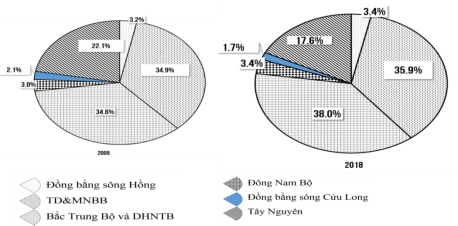 3.2%
22.1%
34.9%
2.1%
3.0%
34.6%
2009
3.4%
17.6%
1.7%
3.4%
35.9%
38.0%
2018
Đồng bằng sông Hồng
TD&MNBB
Bắc Trung Bộ và DHNTB
Đông Nam Bộ
Đồng bằng sông Cửu Long
Tây Nguyên